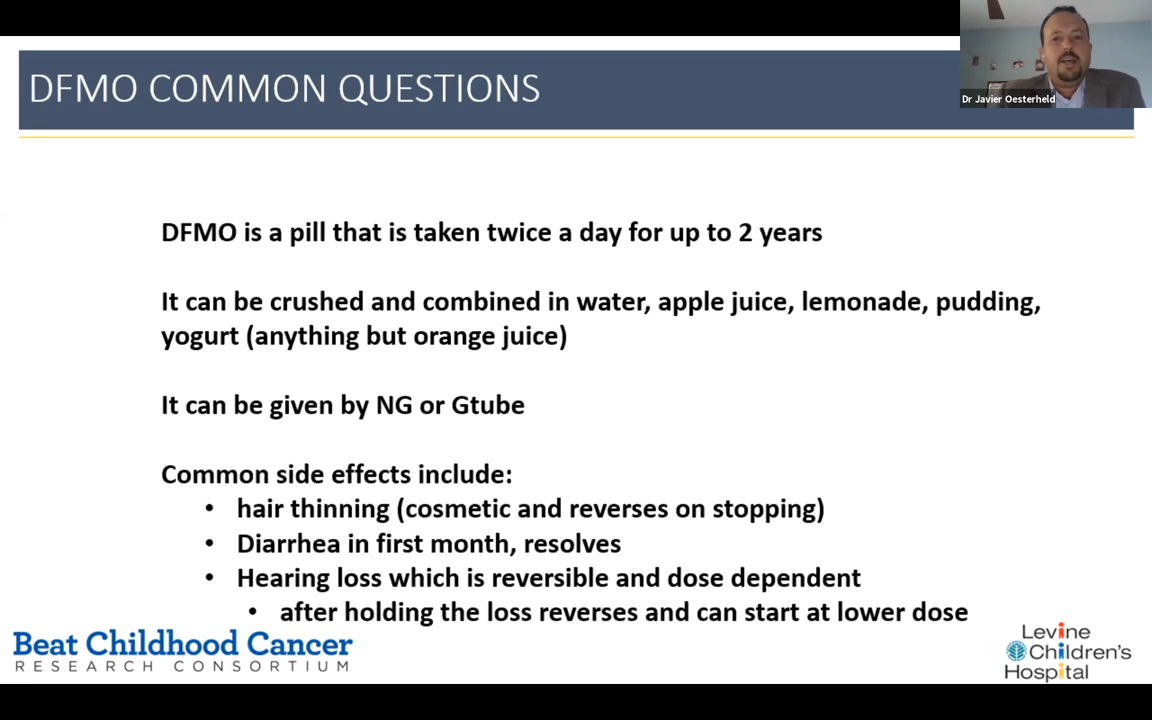 DFMO COMMON QUESTIONS
Dr Javier Oesterheld
DFMO is a pill that is taken twice a day for up to 2 years
It can be crushed and combined in water, apple juice, lemonade, pudding,
yogurt (anything but orange juice)
It can be given by NG or Gtube
Common side effects include:
• hair thinning (cosmetic and reverses on stopping)
• Diarrhea in first month, resolves
• Hearing loss which is reversible and dose dependent
• after holding the loss reverses and can start at lower dose
Beat Childhood Cancer
RESEARCH CONSORTIUM
Levine
Children's
Hospital